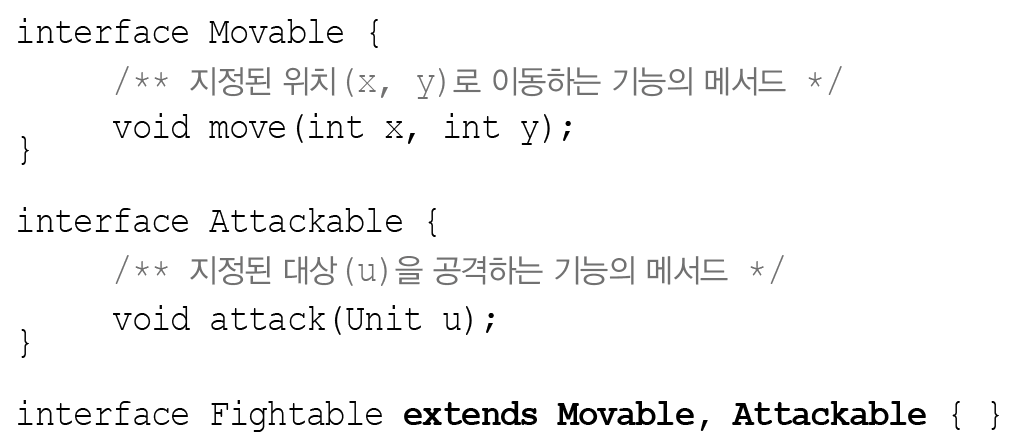 interface Movable {
/** 지정된 위치(x, y)로 이동하는 기능의 메서드 */
void move(int x, int y);
}
interface Attackable {
/** 지정된 대상(u)을 공격하는 기능의 메서드 */
void attack(Unit u);
}
interface Fightable extends Movable, Attackable { }